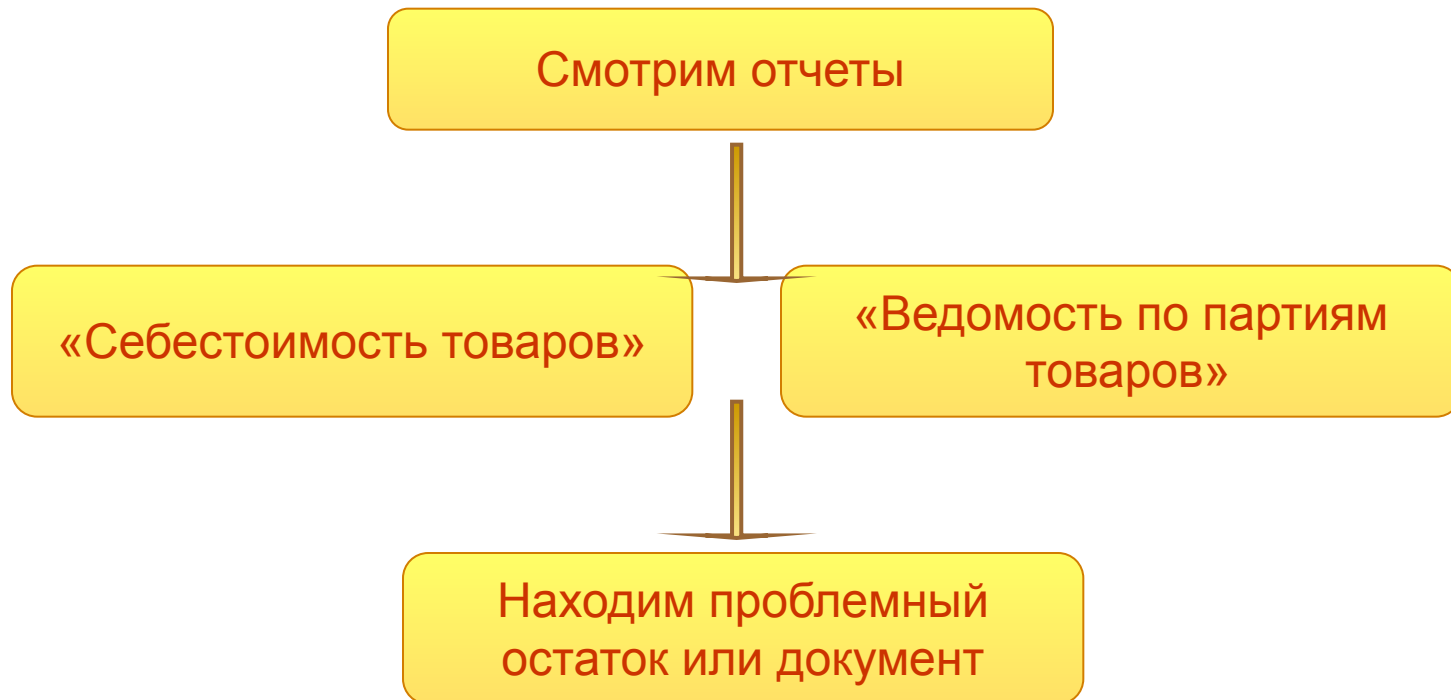 Смотрим отчеты
«Себестоимость товаров»
«Ведомость по партиям
товаров»
Находим проблемный
остаток или документ